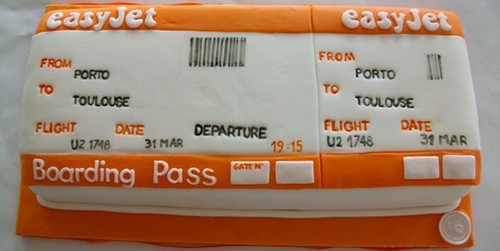 easyJet
FROM
PORTO
TO
TOULOUSE
FLIGHT DATE DEPARTURE
U2 1748 31 MAR 19:15
Boarding Pass GATE Nº
easyJet
FROM
PORTO
TO
TOULOUSE
FLIGHT DATE
U2 1748 31 MAR